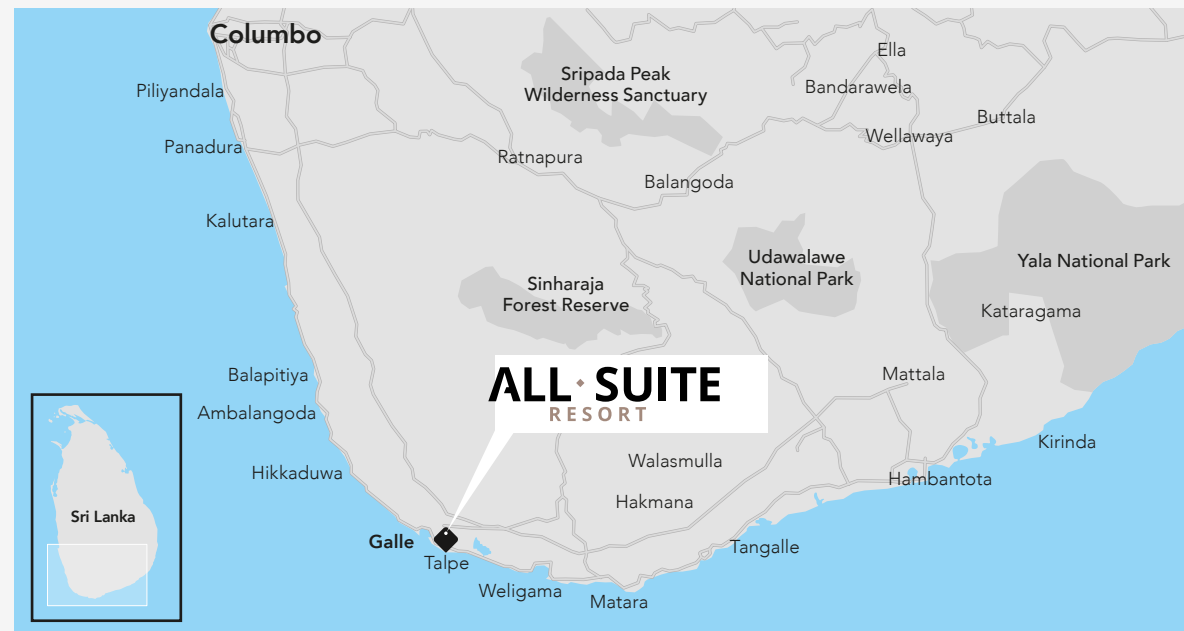 Columbo
Ella
Sripada Peak
Wilderness Sanctuary
Bandarawela
Piliyandala
Buttala
Wellawaya
Panadura
Ratnapura
Balangoda
Kalutara
Udawalawe
National Park
Yala National Park
Sinharaja
Forest Reserve
Kataragama
Balapitiya
Mattala
ALL SUITE
RESORT
Ambalangoda
Kirinda
Walasmulla
Hikkaduwa
Hambantota
Hakmana
Sri Lanka
Galle
Tangalle
Talpe
Weligama
Matara